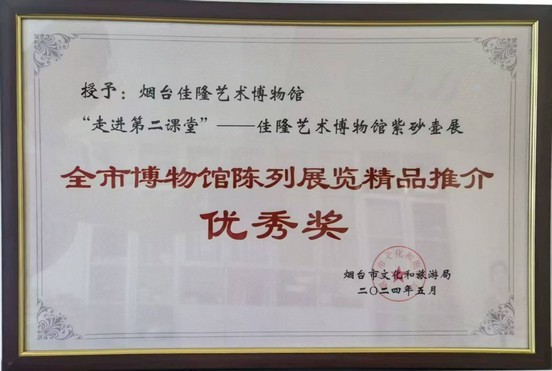 授予：烟台佳隆艺术博物馆
“走进第二课堂”——佳隆艺术博物馆紫砂壶展
全市博物馆陈列展览精品推介
优秀奖
烟台市文化和旅游局
二〇二四年五月